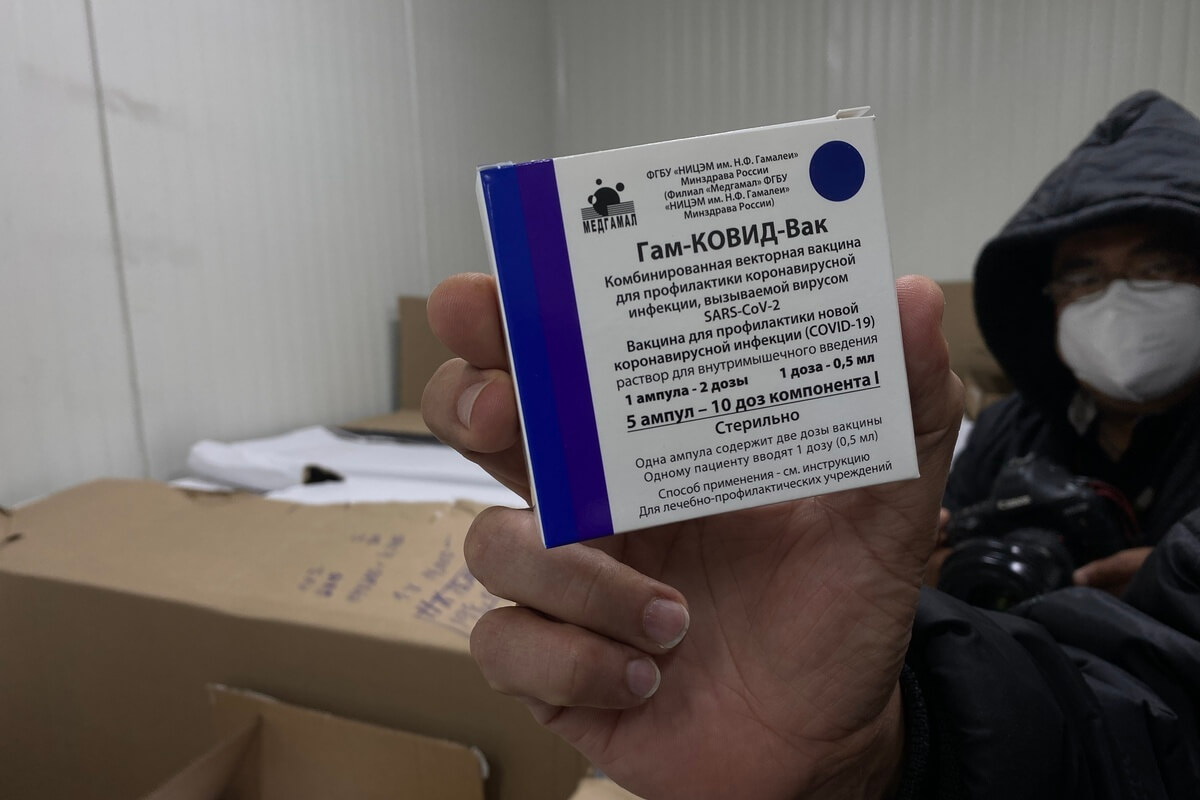 ФГБУ «НИЦЭМ им. Н.Ф. Гамалеи»
Минздрава России
(Филиал «Медгамал» ФГБУ
«НИЦЭМ им. Н.Ф. Гамалеи»
Минздрава России)
МЕДГАМАЛ
Гам-КОВИД-Вак
Комбинированная векторная вакцина
для профилактики коронавирусной
инфекции, вызываемой вирусом
SARS-CoV-2
Вакцина для профилактики новой
коронавирусной инфекции (COVID-19)
раствор для внутримышечного введения
1 ампула - 2 дозы 1 доза - 0,5 мл
5 ампул – 10 доз компонента I
Стерильно
Одна ампула содержит две дозы вакцины
Одному пациенту вводят 1 дозу (0,5 мл)
Способ применения - см. инструкцию
Для лечебно-профилактических учреждений
Canon